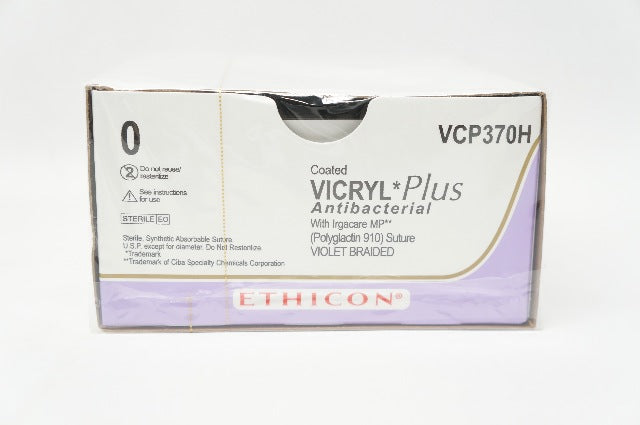 0
VCP370H
② Do not reuse/
resterilize
See instructions
for use
STERILE EO
Sterile, Synthetic Absorbable Suture.
U.S.P. except for diameter. Do Not Resterilize.
*Trademark
**Trademark of Ciba Specialty Chemicals Corporation
Coated
VICRYL* Plus
Antibacterial
With Irgacare MP**
(Polyglactin 910) Suture
VIOLET BRAIDED
ETHICON®